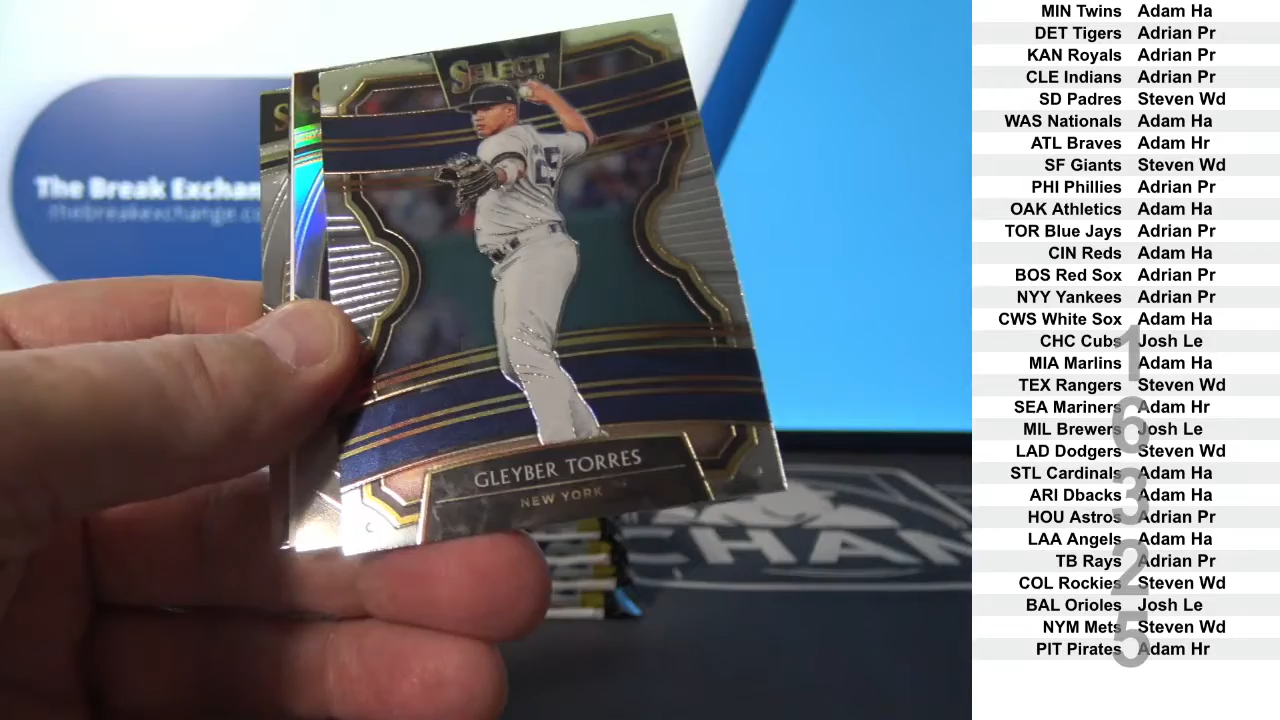 The Break Exchan
thebreakexchange.co
SELECT
25
GLEYBER TORRES
NEW YORK
CHAN
MIN Twins Adam Ha
DET Tigers Adrian Pr
KAN Royals Adrian Pr
CLE Indians Adrian Pr
SD Padres Steven Wd
WAS Nationals Adam Ha
ATL Braves Adam Hr
SF Giants Steven Wd
PHI Phillies Adrian Pr
OAK Athletics Adam Ha
TOR Blue Jays Adrian Pr
CIN Reds Adam Ha
BOS Red Sox Adrian Pr
NYY Yankees Adrian Pr
CWS White Sox Adam Ha
CHC Cubs Josh Le
MIA Marlins Adam Ha
TEX Rangers Steven Wd
SEA Mariners Adam Hr
MIL Brewers Josh Le
LAD Dodgers Steven Wd
STL Cardinals Adam Ha
ARI Dbacks Adam Ha
HOU Astros Adrian Pr
LAA Angels Adam Ha
TB Rays Adrian Pr
COL Rockies Steven Wd
BAL Orioles Josh Le
NYM Mets Steven Wd
PIT Pirates Adam Hr
1
6
3
2
5